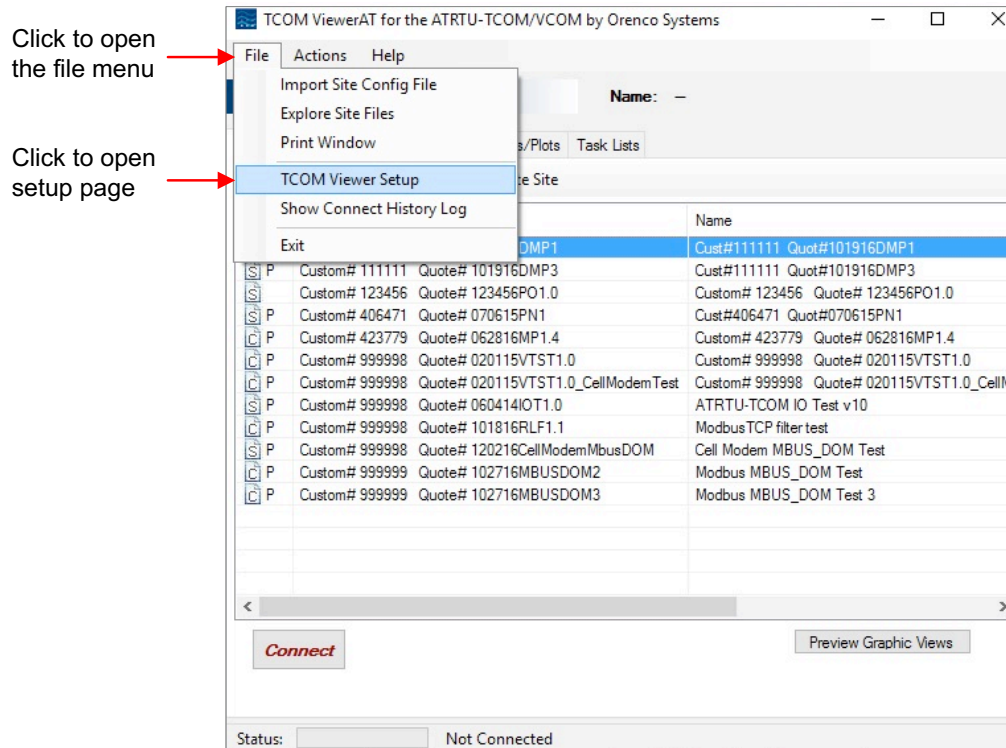 TCOM ViewerAT for the ATRTU-TCOM/VCOM by Orenco Systems
Click to open
the file menu
File Actions Help
Import Site Config File
Name: –
Explore Site Files
Print Window
s/Plots Task Lists
Click to open
setup page
TCOM Viewer Setup
te Site
Show Connect History Log
Name
Exit
DMP1 Cust#111111 Quot#101916DMP1
S P Custom# 111111 Quote# 101916DMP3 Cust#111111 Quot#101916DMP3
S Custom# 123456 Quote# 123456PO1.0 Custom# 123456 Quote# 123456PO1.0
S P Custom# 406471 Quote# 070615PN1 Cust#406471 Quot#070615PN1
C P Custom# 423779 Quote# 062816MP1.4 Custom# 423779 Quote# 062816MP1.4
C P Custom# 999998 Quote# 020115VTST1.0 Custom# 999998 Quote# 020115VTST1.0
C P Custom# 999998 Quote# 020115VTST1.0_CellModemTest Custom# 999998 Quote# 020115VTST1.0_CellM
S P Custom# 999998 Quote# 060414IOT1.0 ATRTU-TCOM IO Test v10
C P Custom# 999998 Quote# 101816RLF1.1 ModbusTCP filter test
S P Custom# 999998 Quote# 120216CellModemMbusDOM Cell Modem MBUS_DOM Test
C P Custom# 999999 Quote# 102716MBUSDOM2 Modbus MBUS_DOM Test
C P Custom# 999999 Quote# 102716MBUSDOM3 Modbus MBUS_DOM Test 3
Connect
Preview Graphic Views
Status: Not Connected